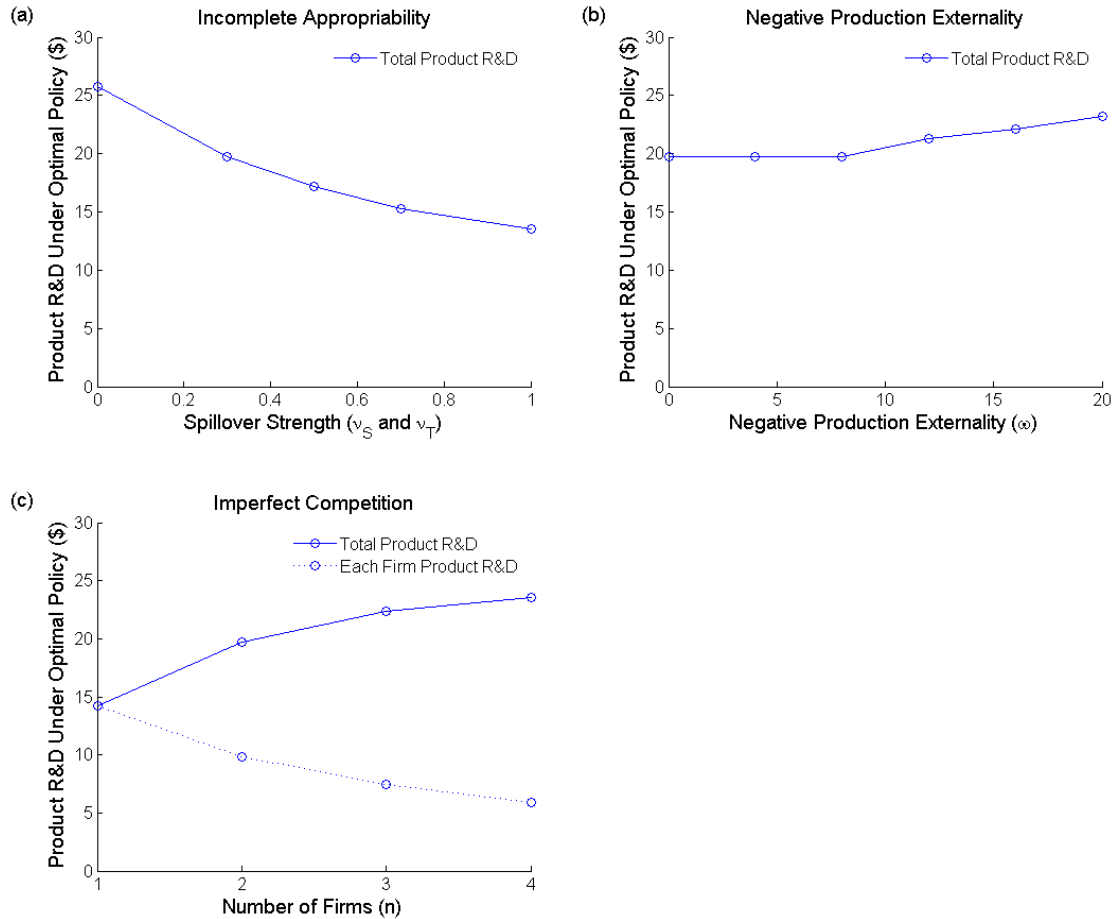 (a)
Incomplete Appropriability
Product R&D Under Optimal Policy ($)
30
25
20
15
10
5
0
Total Product R&D
0 0.2 0.4 0.6 0.8 1
Spillover Strength (νS and νT)
(b)
Negative Production Externality
Product R&D Under Optimal Policy ($)
30
25
20
15
10
5
0
Total Product R&D
0 5 10 15 20
Negative Production Externality (∞)
(c)
Imperfect Competition
Product R&D Under Optimal Policy ($)
30
25
20
15
10
5
0
Total Product R&D
Each Firm Product R&D
1 2 3 4
Number of Firms (n)